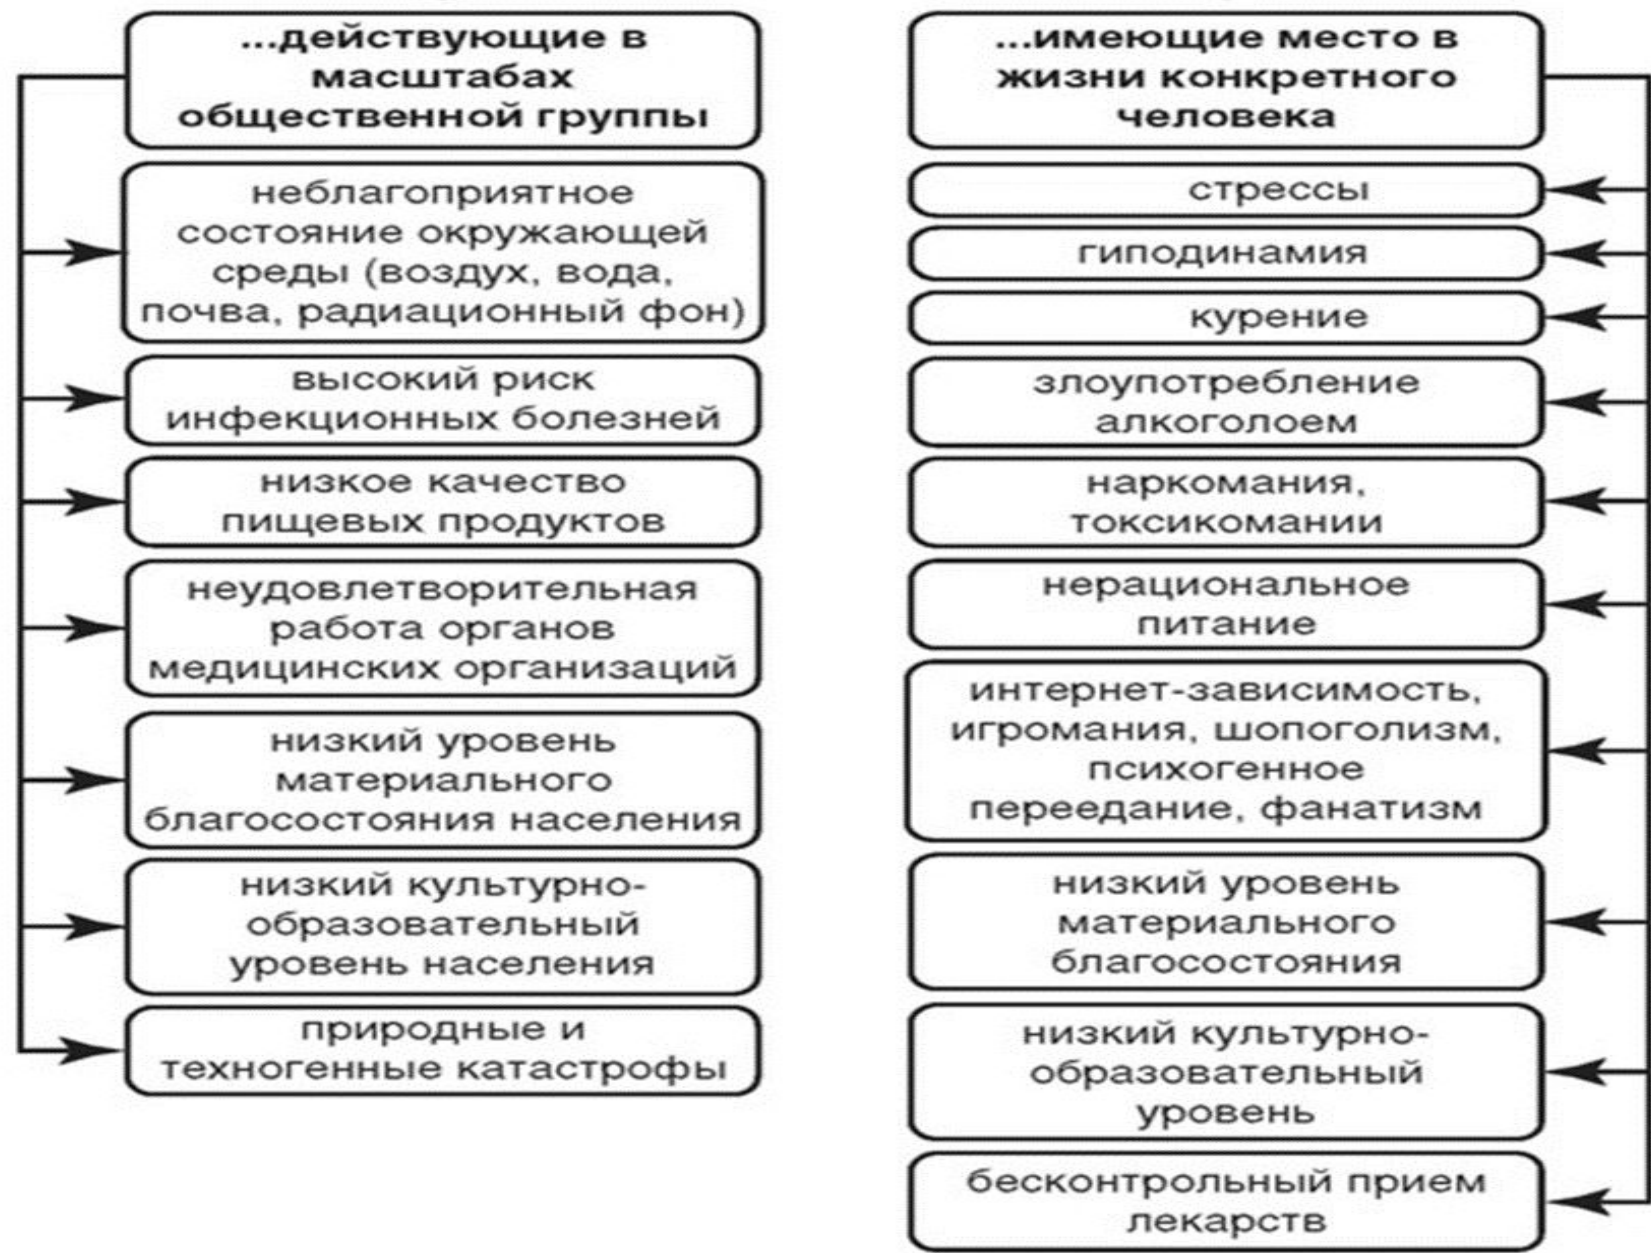 ...действующие в
масштабах
общественной группы
неблагоприятное
состояние окружающей
среды (воздух, вода,
почва, радиационный фон)
высокий риск
инфекционных болезней
низкое качество
пищевых продуктов
неудовлетворительная
работа органов
медицинских организаций
низкий уровень
материального
благосостояния населения
низкий культурно-
образовательный
уровень населения
природные и
техногенные катастрофы
...имеющие место в
жизни конкретного
человека
стрессы
гиподинамия
курение
злоупотребление
алкоголоем
наркомания,
токсикомании
нерациональное
питание
интернет-зависимость,
игромания, шопоголизм,
психогенное
переедание, фанатизм
низкий уровень
материального
благосостояния
низкий культурно-
образовательный
уровень
бесконтрольный прием
лекарств